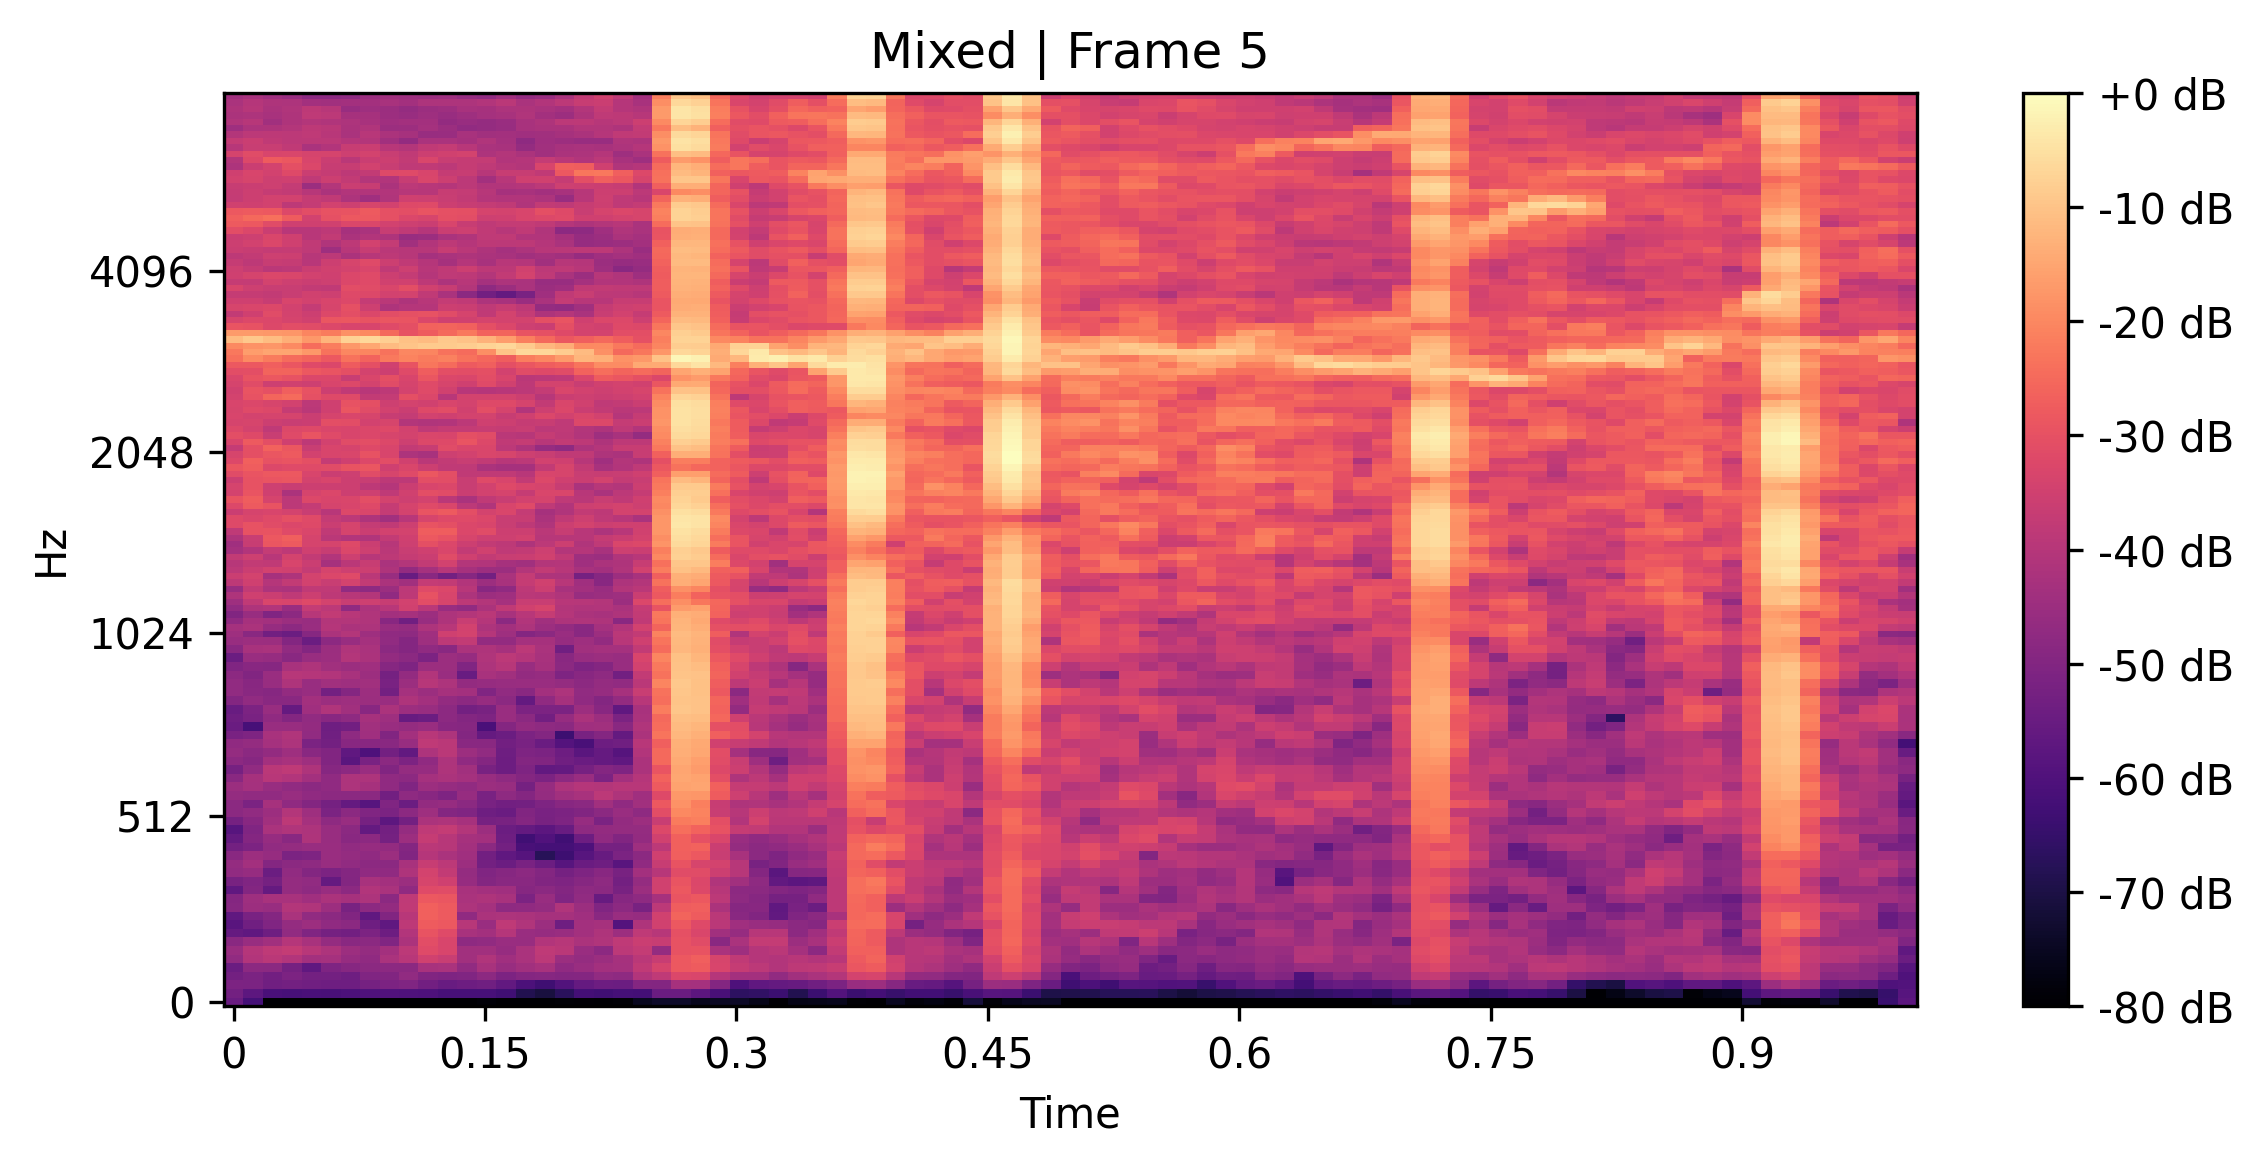 Mixed | Frame 5
+0 dB
-10 dB
-20 dB
-30 dB
-40 dB
-50 dB
-60 dB
-70 dB
-80 dB
Hz
4096
2048
1024
512
0
0 0.15 0.3 0.45 0.6 0.75 0.9
Time